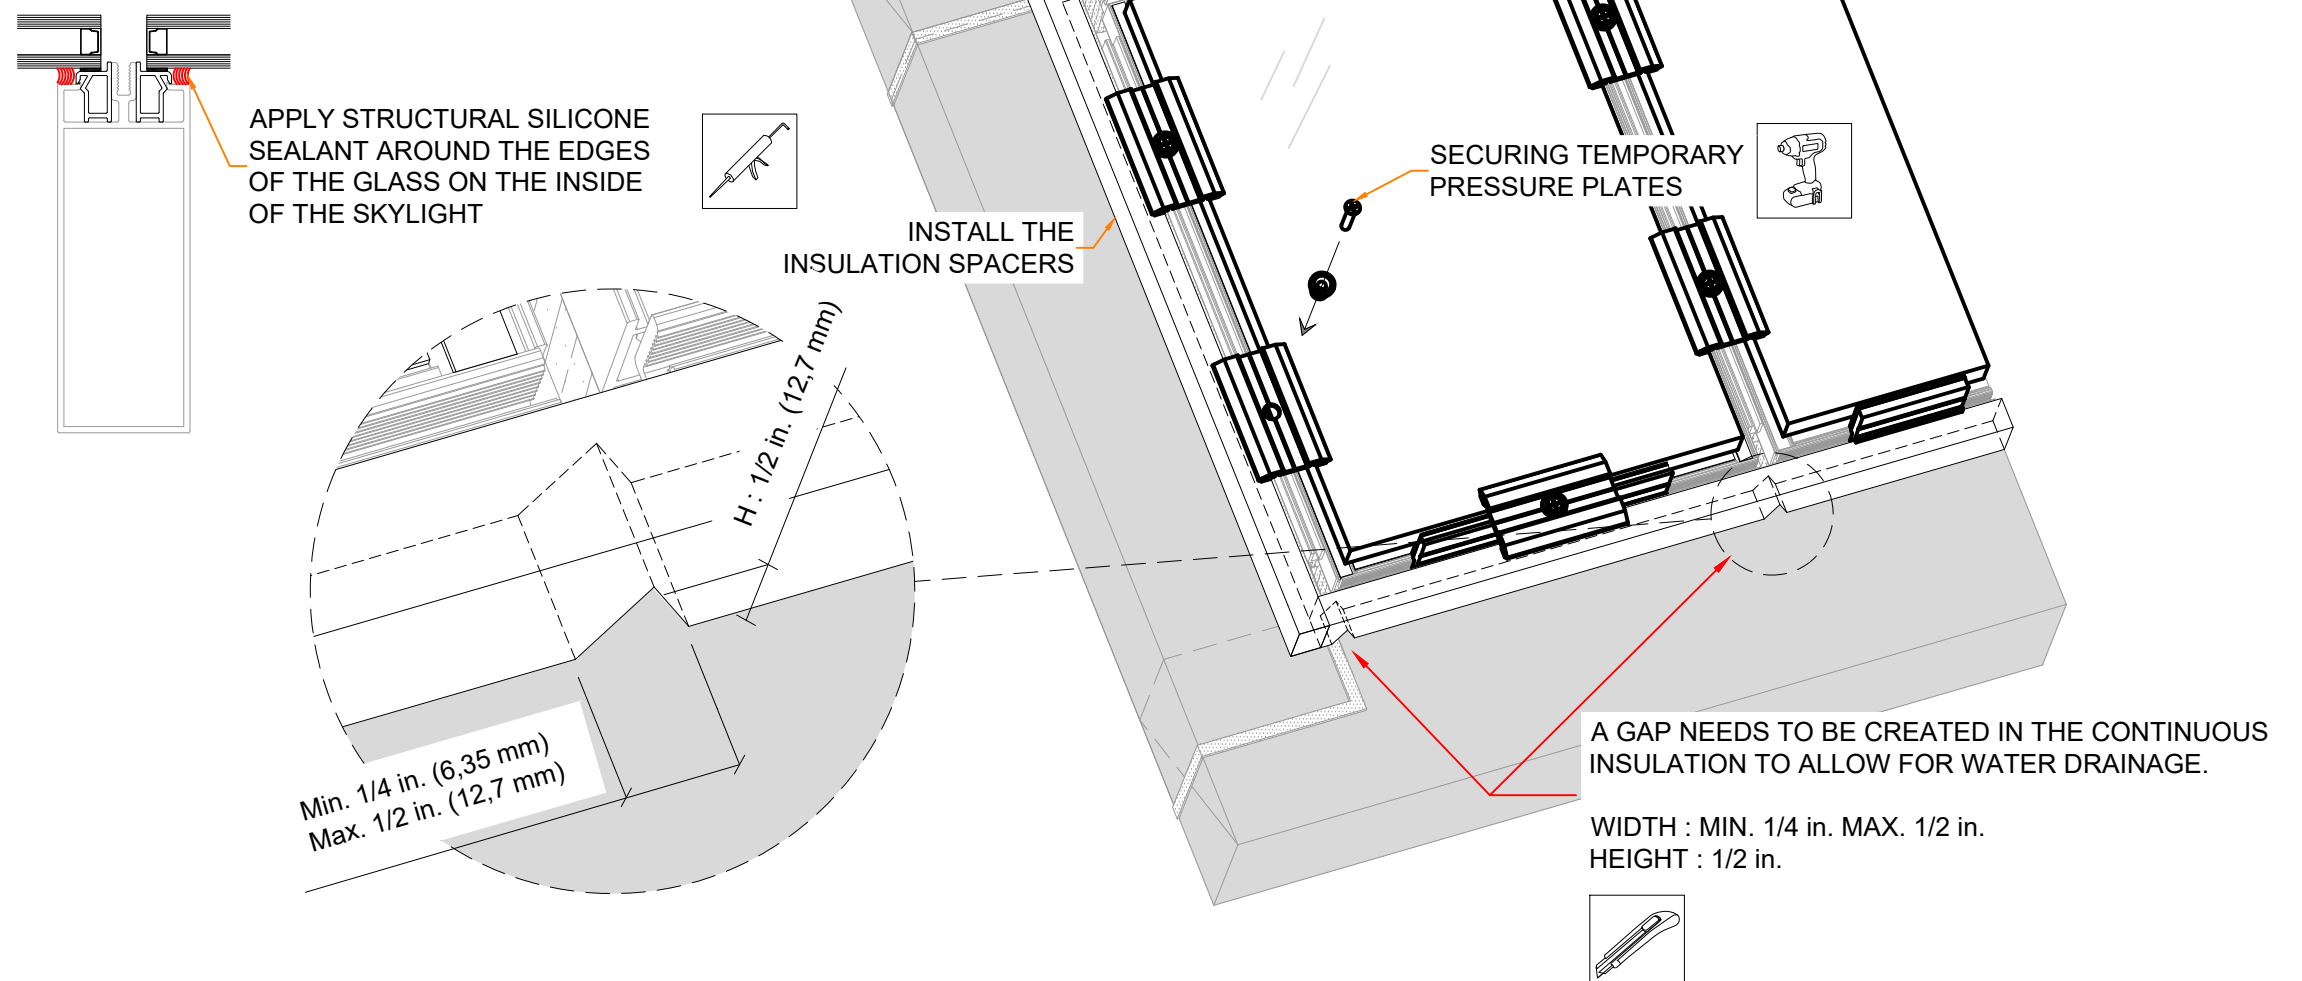 APPLY STRUCTURAL SILICONE
SEALANT AROUND THE EDGES
OF THE GLASS ON THE INSIDE
OF THE SKYLIGHT
INSTALL THE
INSULATION SPACERS
SECURING TEMPORARY
PRESSURE PLATES
H : 1/2 in. (12,7 mm)
Min. 1/4 in. (6,35 mm)
Max. 1/2 in. (12,7 mm)
A GAP NEEDS TO BE CREATED IN THE CONTINUOUS
INSULATION TO ALLOW FOR WATER DRAINAGE.
WIDTH : MIN. 1/4 in. MAX. 1/2 in.
HEIGHT : 1/2 in.